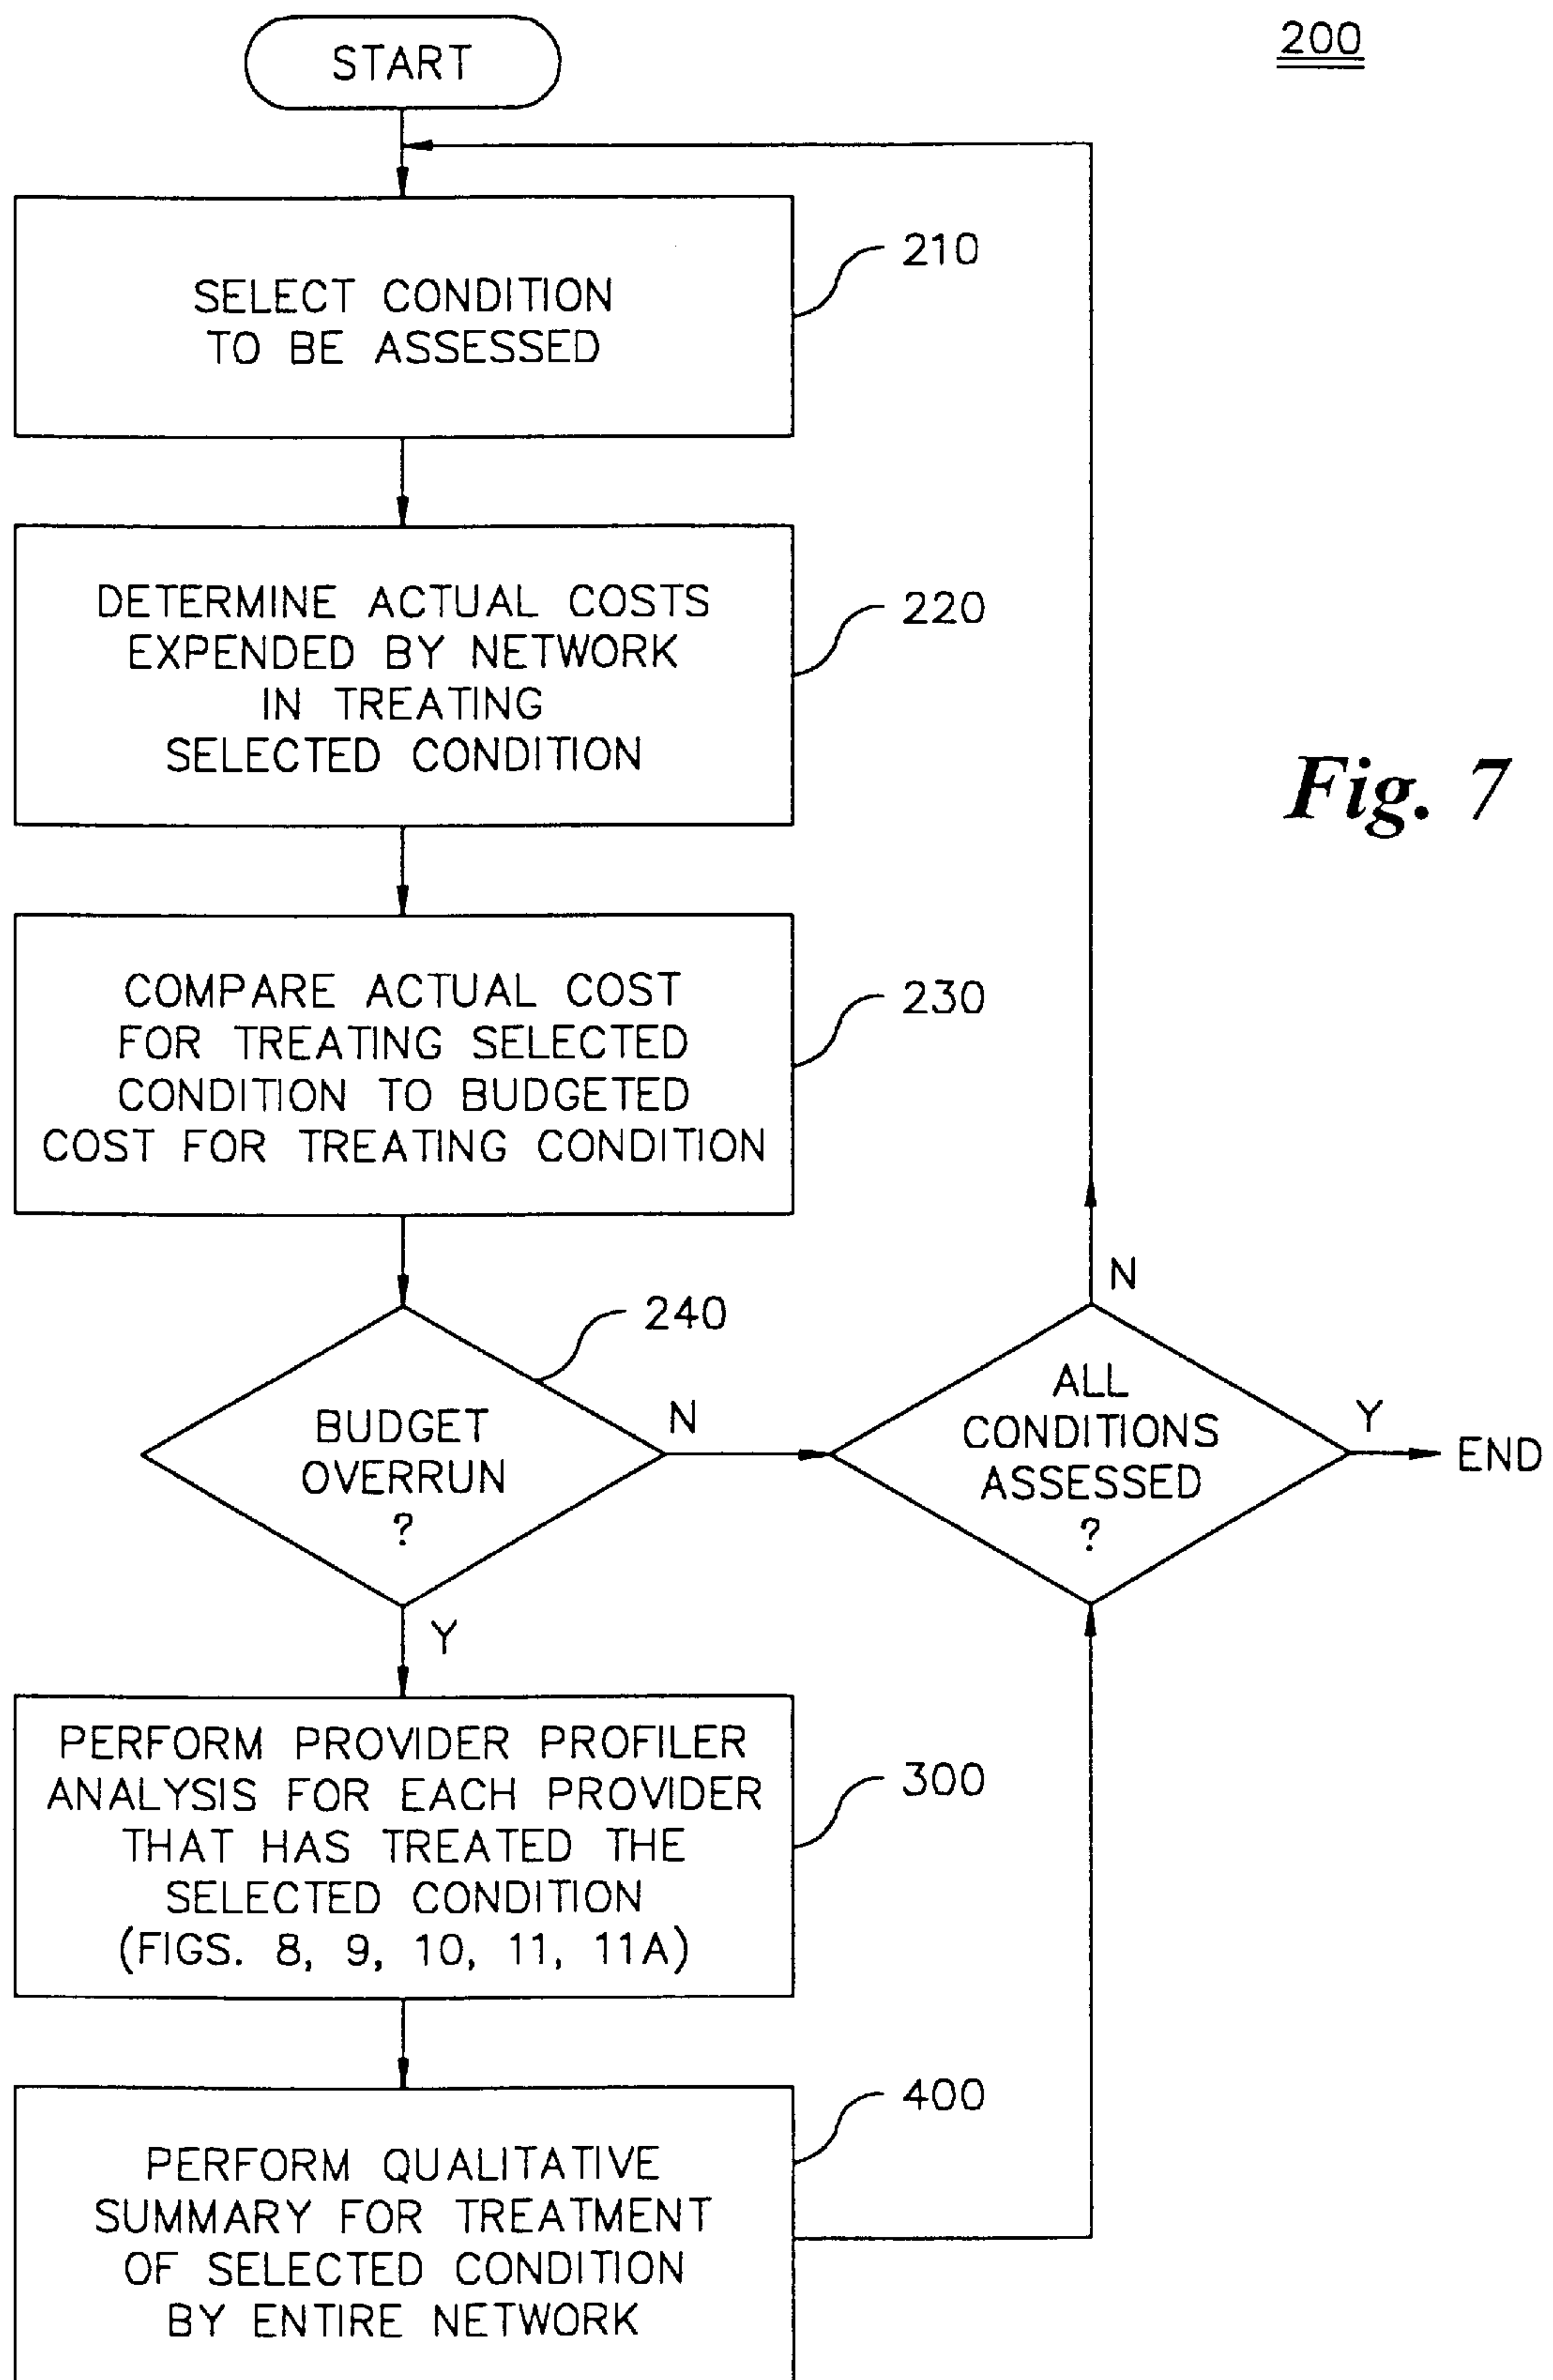 START
200
SELECT CONDITION
TO BE ASSESSED
210
DETERMINE ACTUAL COSTS
EXPENDED BY NETWORK
IN TREATING
SELECTED CONDITION
220
Fig. 7
COMPARE ACTUAL COST
FOR TREATING SELECTED
CONDITION TO BUDGETED
COST FOR TREATING CONDITION
230
BUDGET
OVERRUN
?
240
N
Y
ALL
CONDITIONS
ASSESSED
?
N
Y
END
PERFORM PROVIDER PROFILER
ANALYSIS FOR EACH PROVIDER
THAT HAS TREATED THE
SELECTED CONDITION
(FIGS. 8, 9, 10, 11, 11A)
300
PERFORM QUALITATIVE
SUMMARY FOR TREATMENT
OF SELECTED CONDITION
BY ENTIRE NETWORK
400